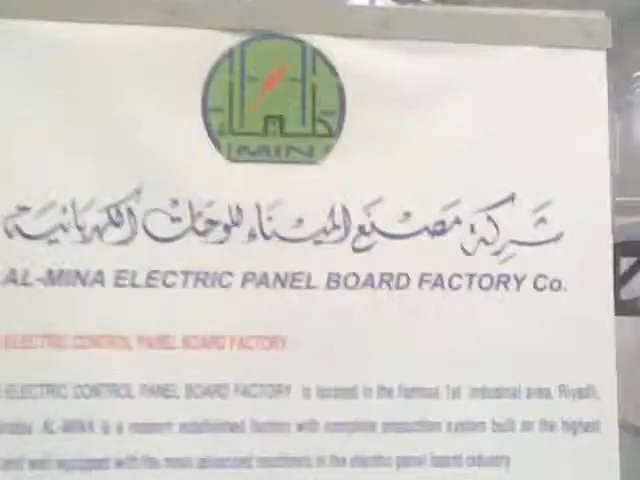 MINA
شركة مصنع الميناء للوحات الكهربائية
AL-MINA ELECTRIC PANEL BOARD FACTORY Co.
ELECTRIC CONTROL PANEL BOARD FACTORY
ELECTRIC CONTROL PANEL BOARD FACTORY is located in the famous 1st industrial area, Riyadh,
AL-MINA is a modern established factory with complete production system built on the highest
and well equipped with the most advanced machines in the electric panel board industry